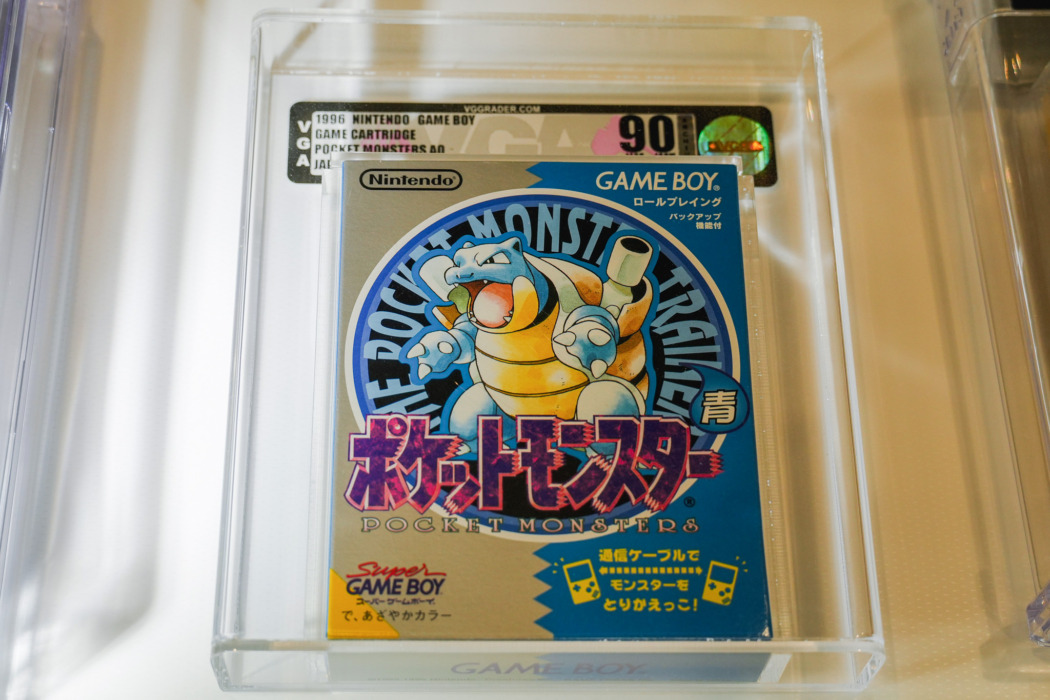 VGGRADER.COM
VGA
1996 NINTENDO GAME BOY
GAME CARTRIDGE
POCKET MONSTERS AO
90
Nintendo
GAME BOY
ロールプレイング
バックアップ
機能付
THE POCKET MONSTER TRAINER
青
ポケットモンスター
POCKET MONSTERS
Super
GAME BOY
スーパーゲームボーイ
で、あざやかカラー
通信ケーブルで
モンスターを
とりかえっこ!
GAME BOY